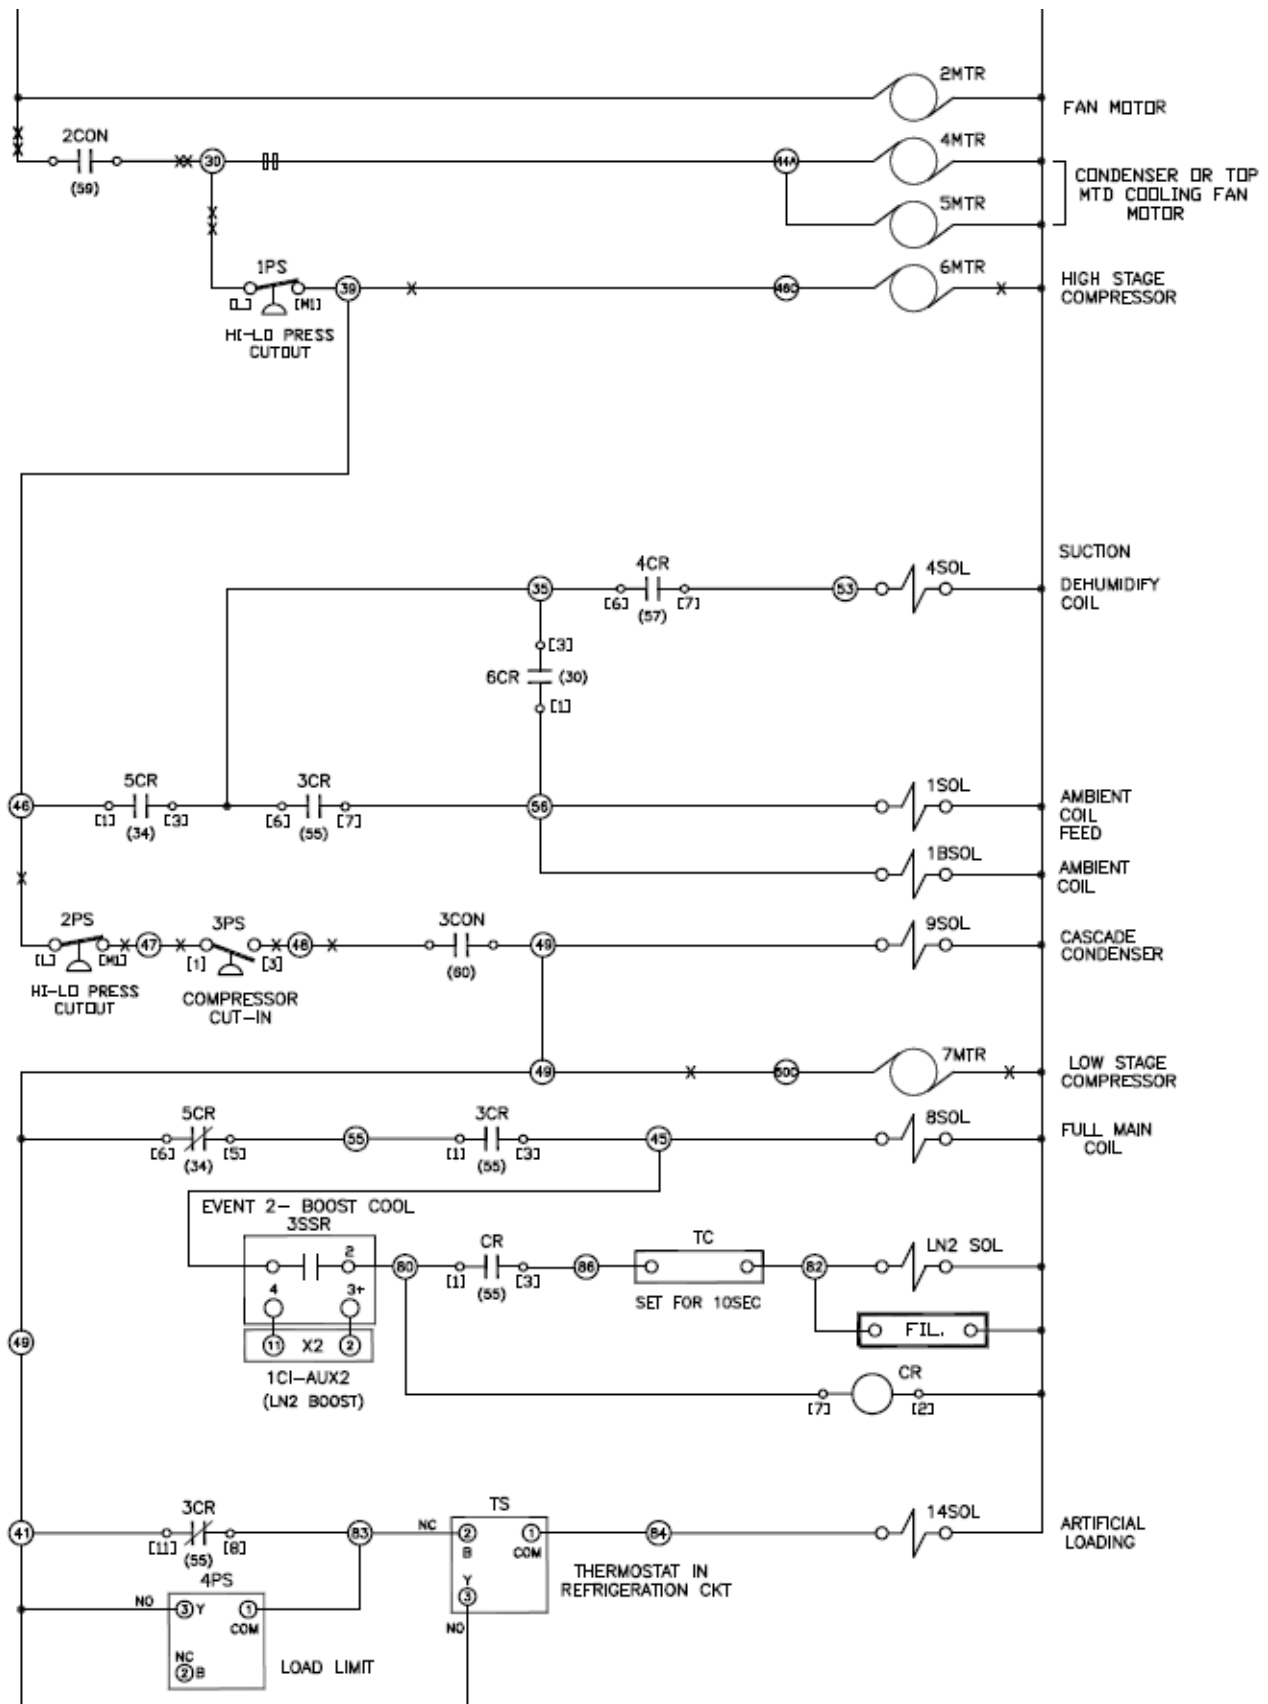 2MTR
FAN MOTOR
2CON
(59)
30
44A
4MTR
5MTR
CONDENSER OR TOP
MTD COOLING FAN
MOTOR
1PS
[L]
[M1]
HI-LO PRESS
CUTOUT
39
6MTR
HIGH STAGE
COMPRESSOR
SUCTION
35
4CR
[6]
[7]
(57)
53
4SOL
DEHUMIDIFY
COIL
[3]
6CR
(30)
[1]
46
5CR
[1]
[3]
(34)
3CR
[6]
[7]
(55)
56
1SOL
AMBIENT
COIL
FEED
1BSOL
AMBIENT
COIL
2PS
[L]
[M1]
HI-LO PRESS
CUTOUT
47
3PS
[1]
[3]
COMPRESSOR
CUT-IN
48
3CON
(60)
49
9SOL
CASCADE
CONDENSER
49
7MTR
LOW STAGE
COMPRESSOR
5CR
[6]
[5]
(34)
55
3CR
[1]
[3]
(55)
45
8SOL
FULL MAIN
COIL
EVENT 2- BOOST COOL
3SSR
2
4
3+
11
X2
2
1CI-AUX2
(LN2 BOOST)
80
CR
[1]
[3]
(55)
86
TC
SET FOR 10SEC
82
LN2 SOL
FIL.
49
CR
[7]
[2]
41
3CR
[11]
[8]
(55)
83
NC
TS
2
B
1
COM
Y
3
NO
84
THERMOSTAT IN
REFRIGERATION CKT
14SOL
ARTIFICIAL
LOADING
4PS
NO
3
Y
1
COM
NC
2
B
LOAD LIMIT